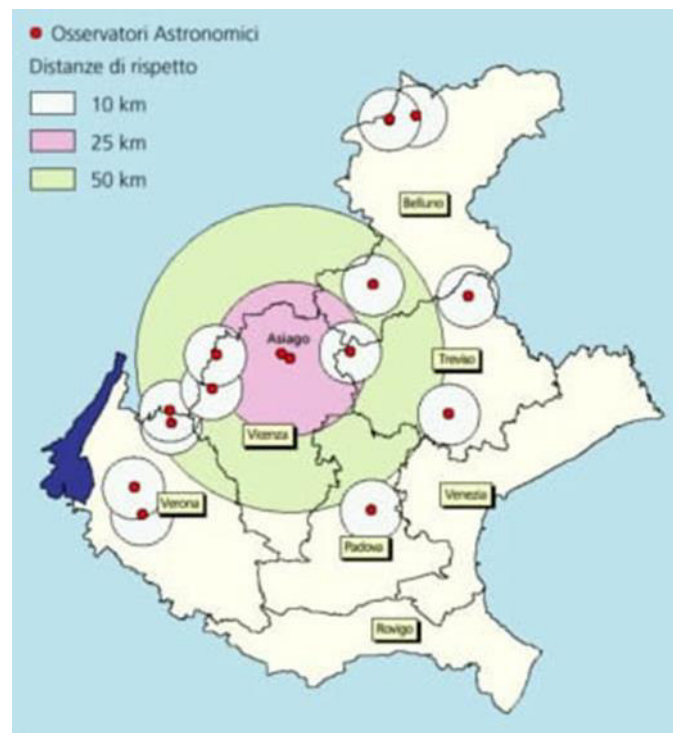 Osservatori Astronomici
Distanze di rispetto
10 km
25 km
50 km
Belluno
Asiago
Treviso
Vicenza
Verona
Venezia
Padova
Rovigo